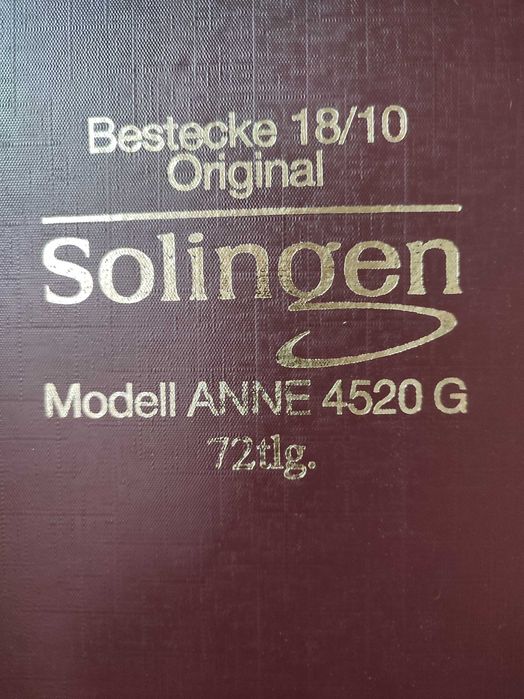 Bestecke 18/10
Original
Solingen
Modell ANNE 4520 G
72tlg.